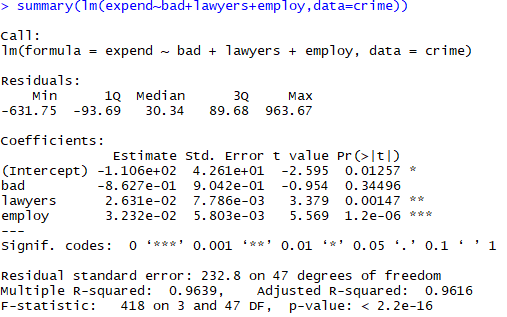 > summary(lm(expend~bad+lawyers+employ,data=crime))
Call:
lm(formula = expend ~ bad + lawyers + employ, data = crime)
Residuals:
    Min      1Q  Median      3Q     Max
-631.75  -93.69   30.34   89.68  963.67
Coefficients:
              Estimate Std. Error t value Pr(>|t|)
(Intercept) -1.106e+02  4.261e+01  -2.595  0.01257 *
bad         -8.627e-01  9.042e-01  -0.954  0.34496
lawyers      2.631e-02  7.786e-03   3.379  0.00147 **
employ       3.232e-02  5.803e-03   5.569  1.2e-06 ***
---
Signif. codes:  0 ‘***’ 0.001 ‘**’ 0.01 ‘*’ 0.05 ‘.’ 0.1 ‘ ’ 1
Residual standard error: 232.8 on 47 degrees of freedom
Multiple R-squared:  0.9639,    Adjusted R-squared:  0.9616
F-statistic:   418 on 3 and 47 DF,  p-value: < 2.2e-16